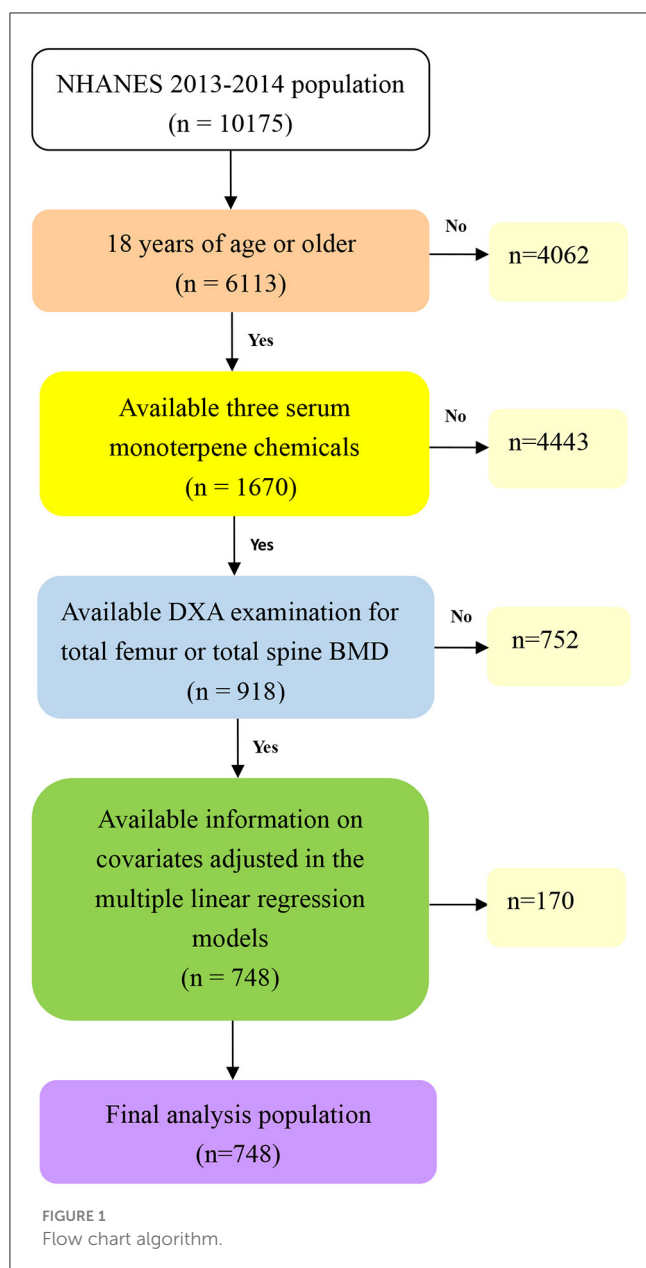 NHANES 2013-2014 population
(n = 10175)
18 years of age or older
(n = 6113)
No
n=4062
Yes
Available three serum
monoterpene chemicals
(n = 1670)
No
n=4443
Yes
Available DXA examination for
total femur or total spine BMD
(n = 918)
No
n=752
Yes
Available information on
covariates adjusted in the
multiple linear regression
models
(n = 748)
n=170
Final analysis population
(n=748)
FIGURE 1
Flow chart algorithm.